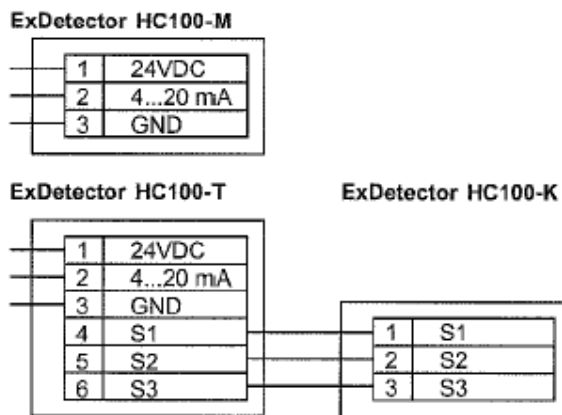 ExDetector HC100-M
1 24VDC
2 4...20 mA
3 GND
ExDetector HC100-T
ExDetector HC100-K
1 24VDC
2 4...20 mA
3 GND
4 S1
5 S2
6 S3
1 S1
2 S2
3 S3